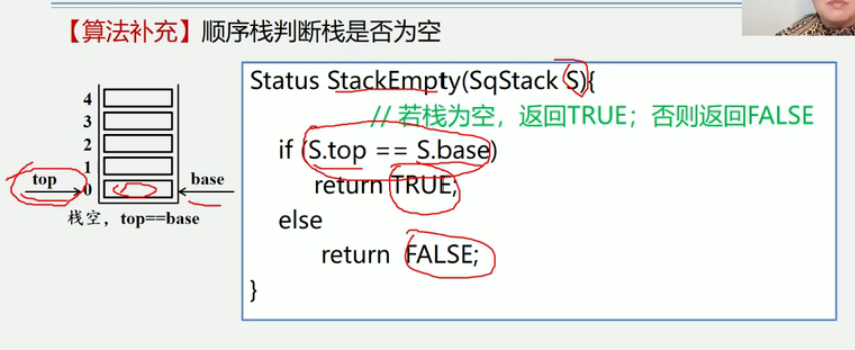 【算法补充】顺序栈判断栈是否为空
4
3
2
1
top
0
base
栈空，top==base
Status StackEmpty(SqStack S){
// 若栈为空，返回TRUE；否则返回FALSE
if (S.top == S.base)
return TRUE;
else
return FALSE;
}